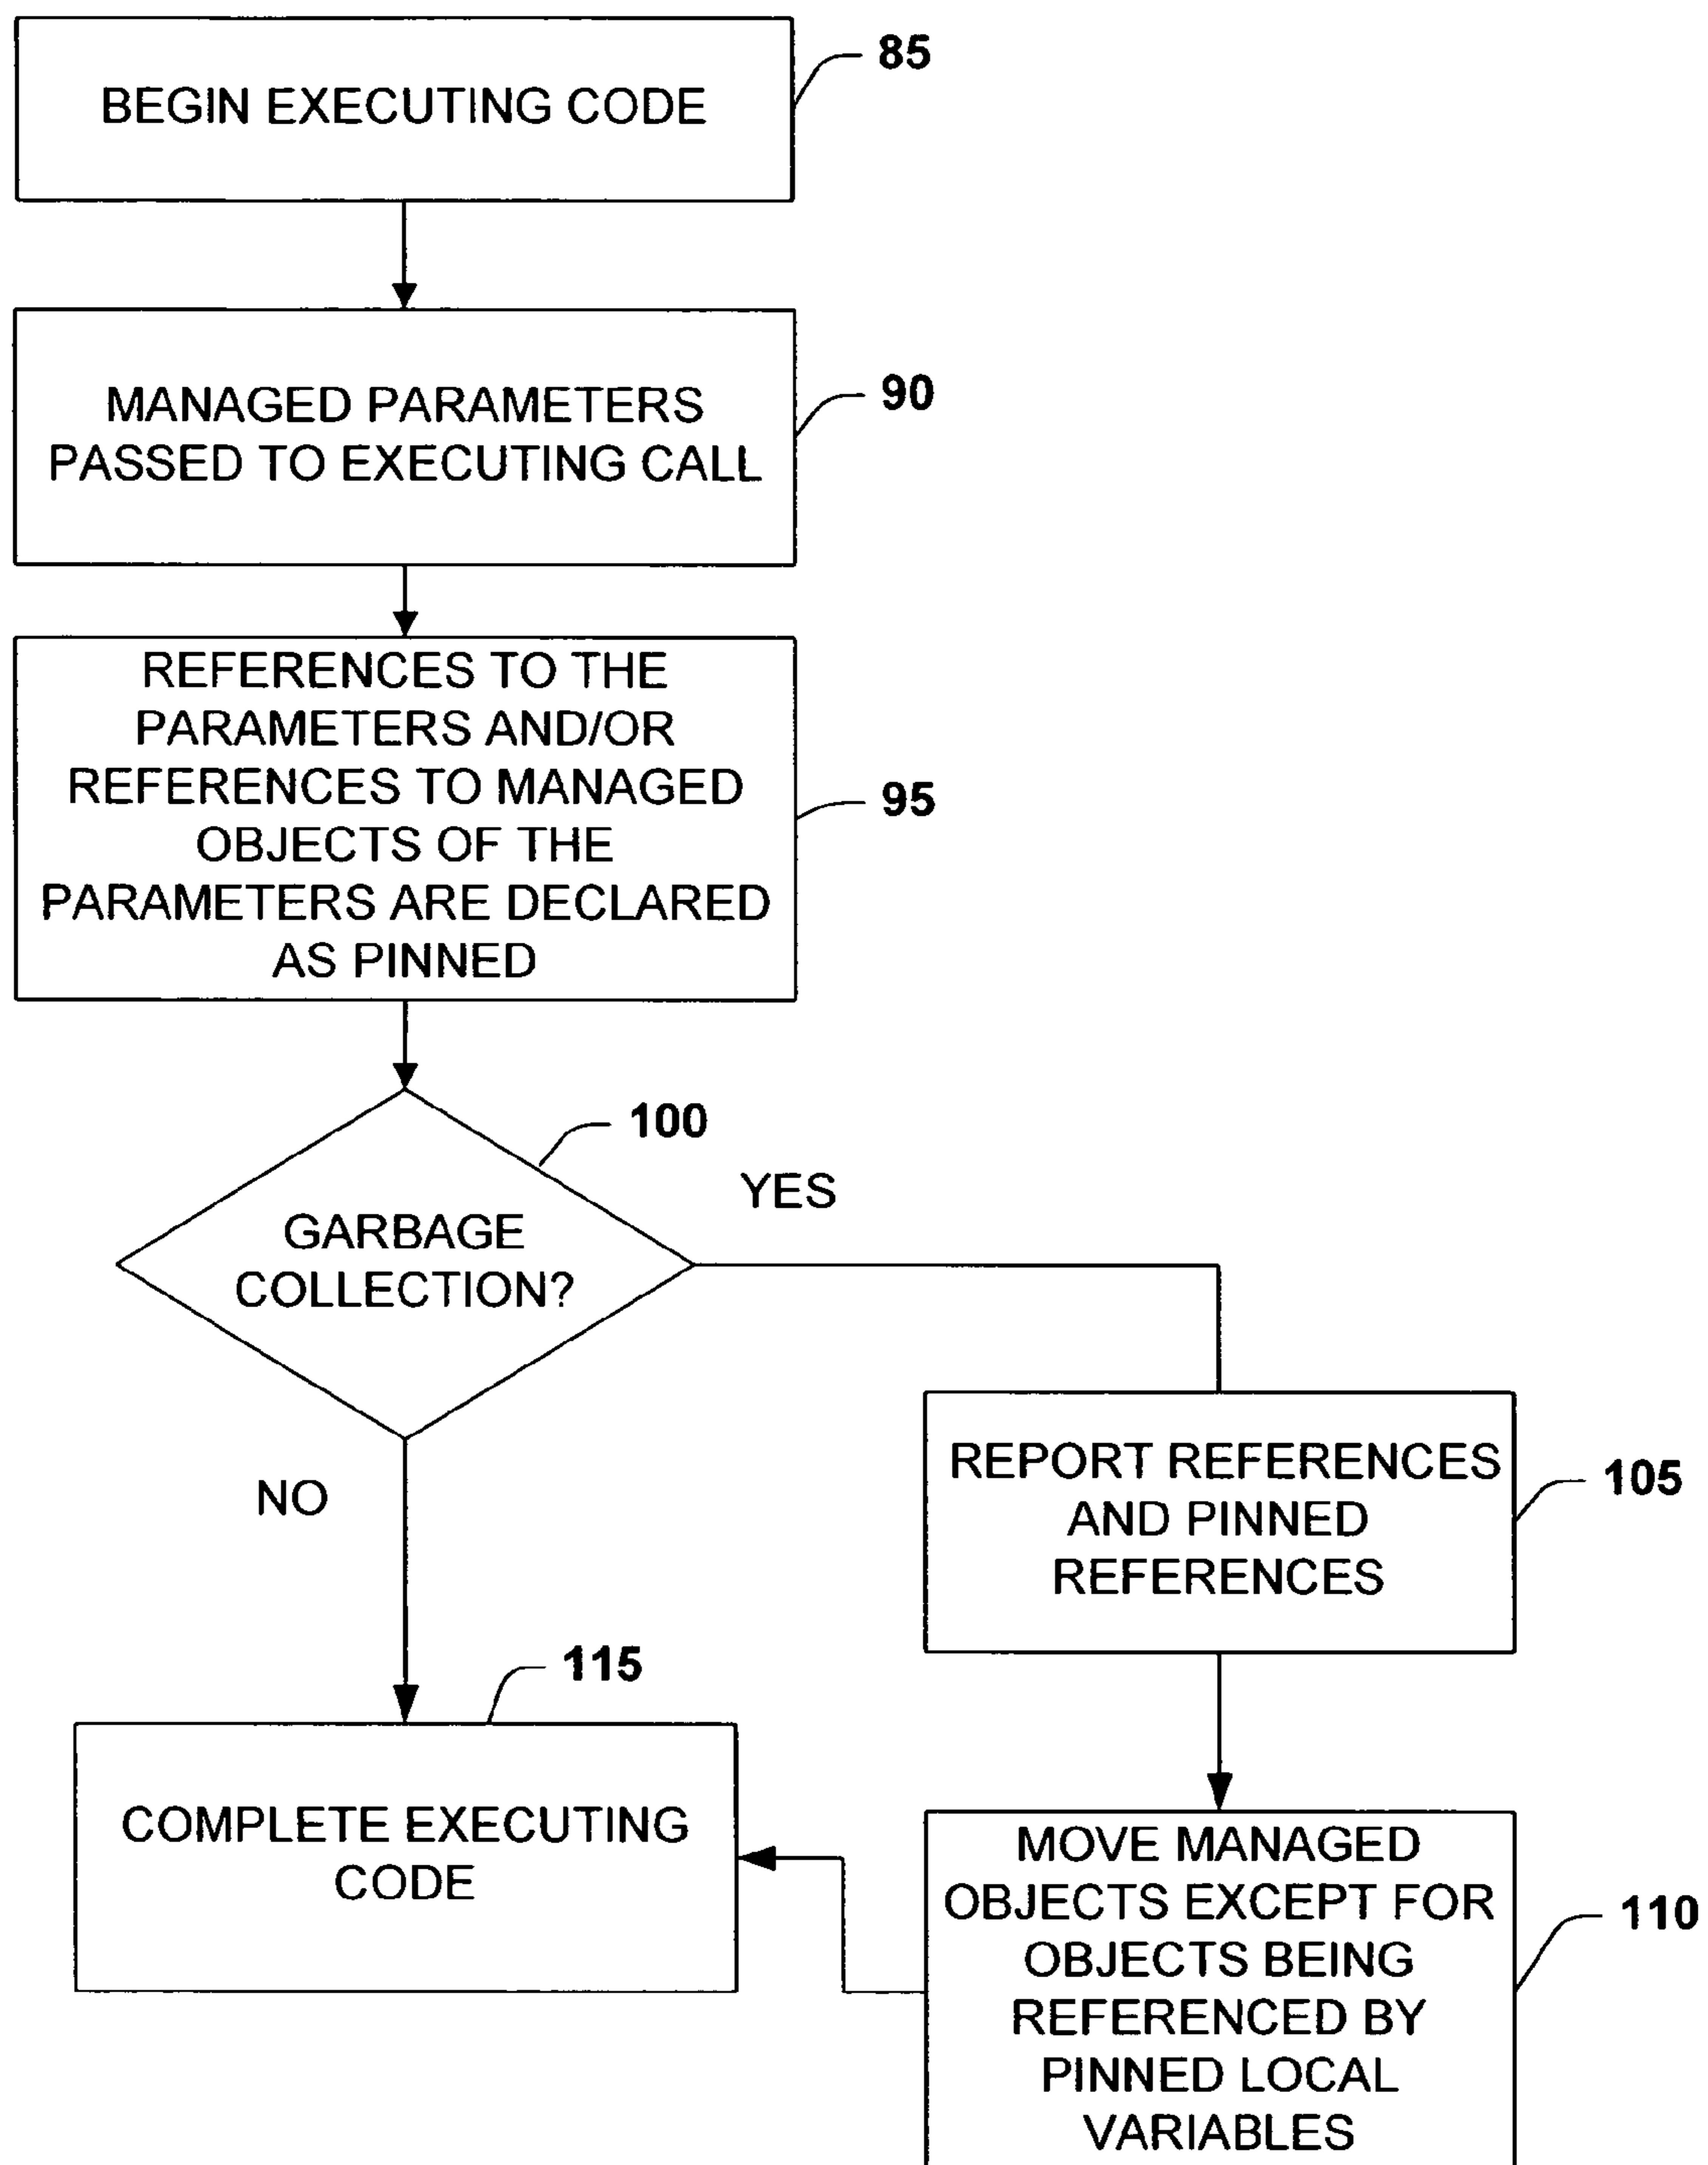 BEGIN EXECUTING CODE
85
MANAGED PARAMETERS
PASSED TO EXECUTING CALL
90
REFERENCES TO THE
PARAMETERS AND/OR
REFERENCES TO MANAGED
OBJECTS OF THE
PARAMETERS ARE DECLARED
AS PINNED
95
100
GARBAGE
COLLECTION?
YES
NO
REPORT REFERENCES
AND PINNED
REFERENCES
105
115
COMPLETE EXECUTING
CODE
MOVE MANAGED
OBJECTS EXCEPT FOR
OBJECTS BEING
REFERENCED BY
PINNED LOCAL
VARIABLES
110